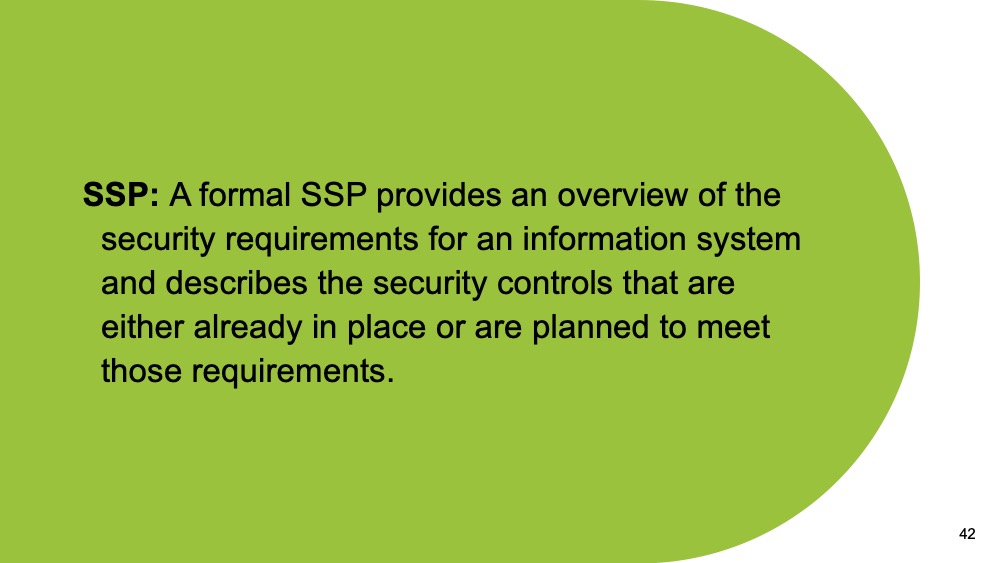 SSP: A formal SSP provides an overview of the
security requirements for an information system
and describes the security controls that are
either already in place or are planned to meet
those requirements.
42